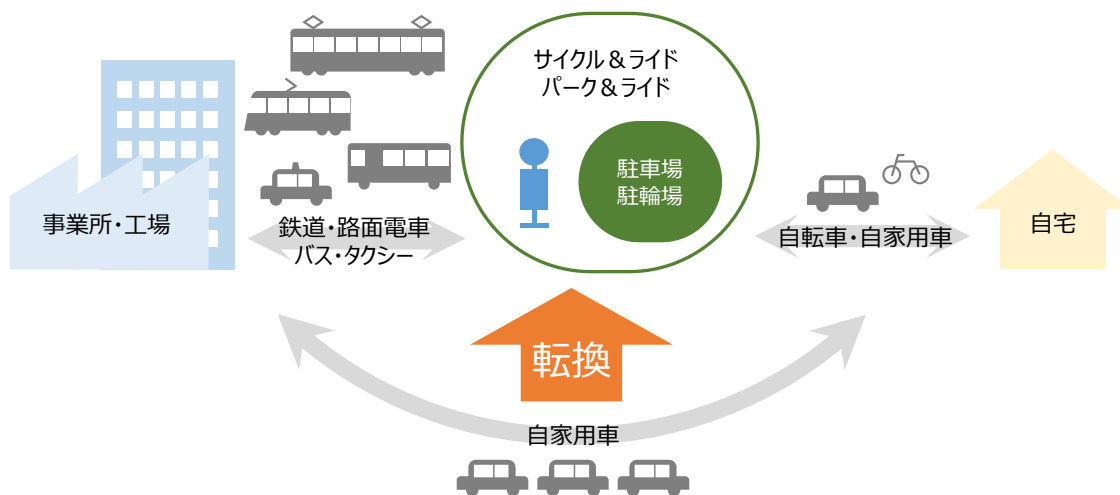 サイクル＆ライド
パーク＆ライド
駐車場
駐輪場
事業所・工場
鉄道・路面電車
バス・タクシー
自転車・自家用車
自宅
転換
自家用車